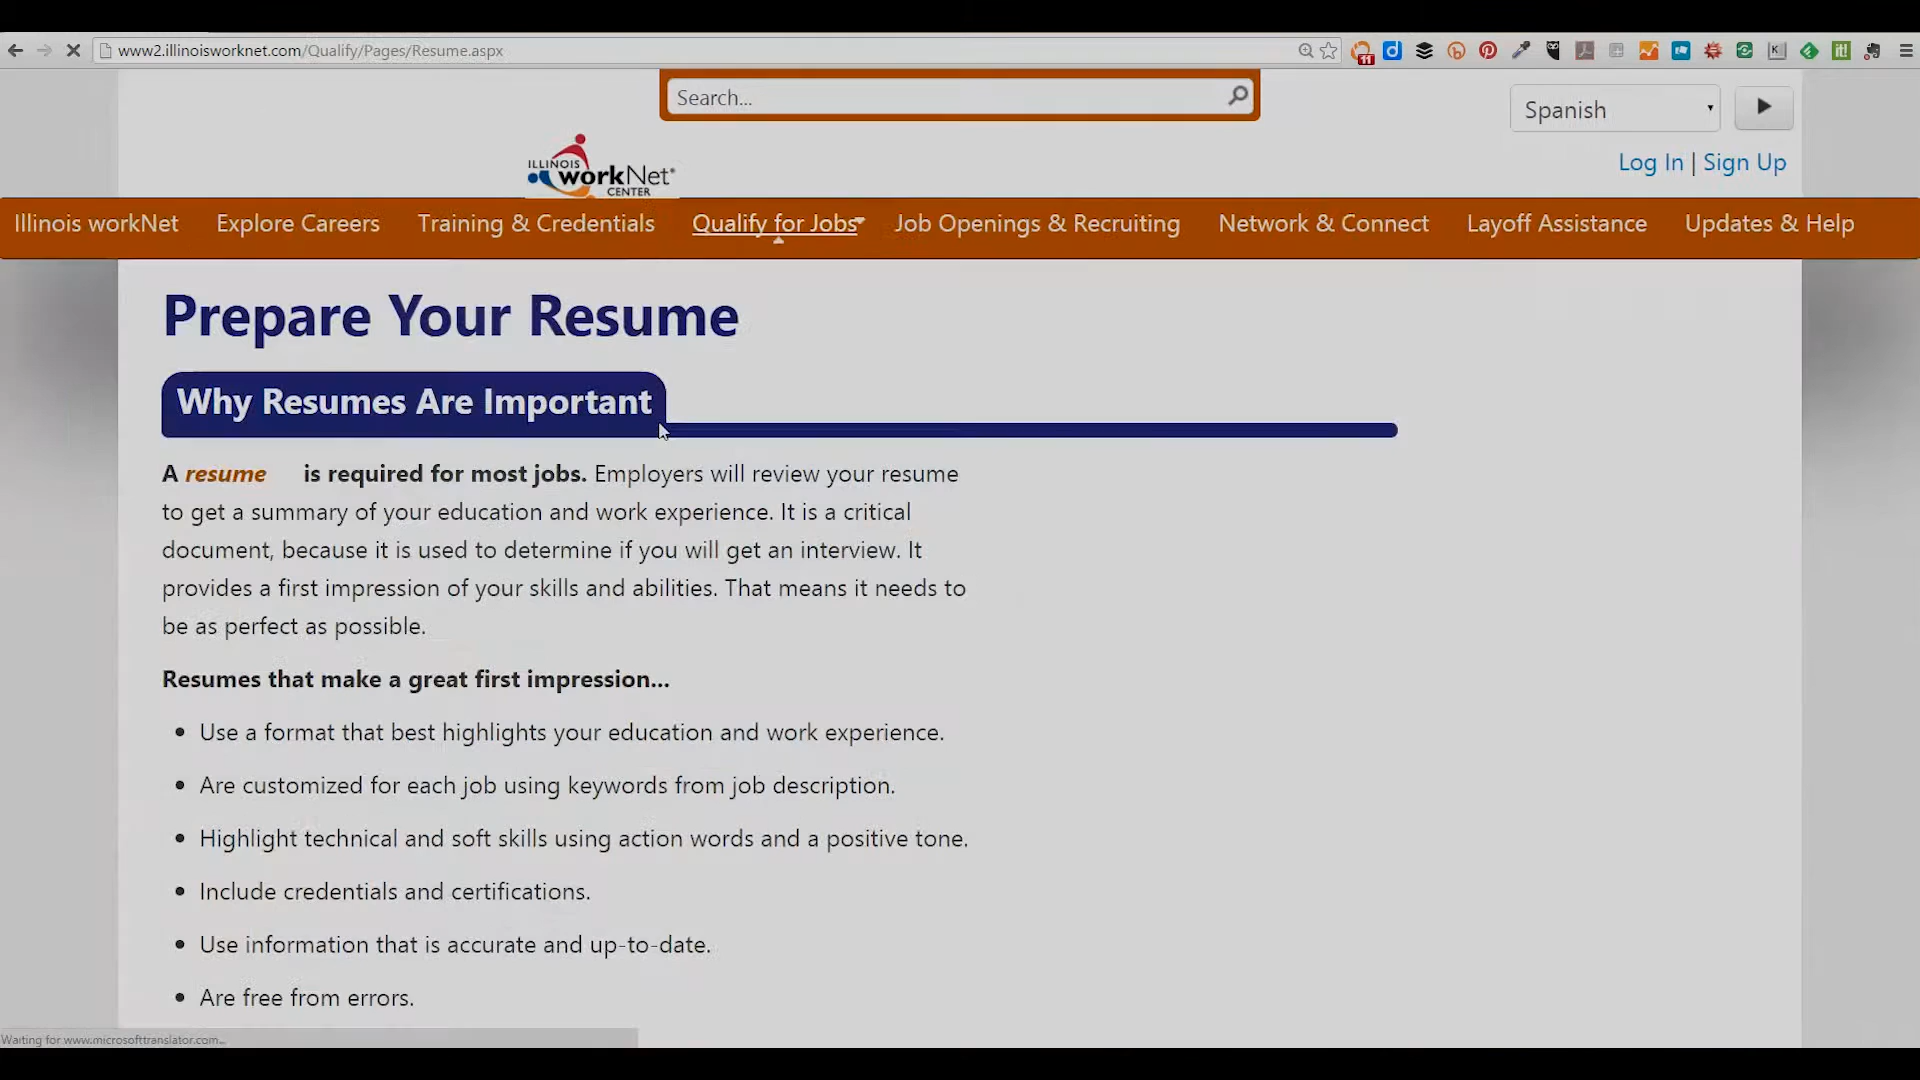 www2.illinoisworknet.com/Qualify/Pages/Resume.aspx
11
Search...
Spanish
ILLINOIS
workNet
CENTER
Log In | Sign Up
Illinois workNet Explore Careers Training & Credentials Qualify for Jobs Job Openings & Recruiting Network & Connect Layoff Assistance Updates & Help
Prepare Your Resume
Why Resumes Are Important
A resume is required for most jobs. Employers will review your resume
to get a summary of your education and work experience. It is a critical
document, because it is used to determine if you will get an interview. It
provides a first impression of your skills and abilities. That means it needs to
be as perfect as possible.
Resumes that make a great first impression...
• Use a format that best highlights your education and work experience.
• Are customized for each job using keywords from job description.
• Highlight technical and soft skills using action words and a positive tone.
• Include credentials and certifications.
• Use information that is accurate and up-to-date.
• Are free from errors.
Waiting for www.microsofttranslator.com...